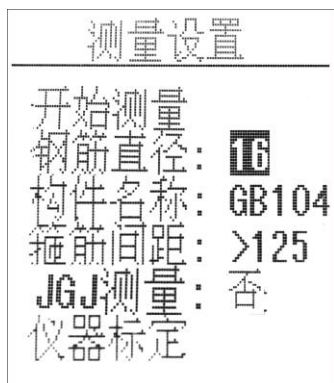 测量设置
开始测量
钢筋直径: 16
构件名称: GB104
箍筋间距: >125
JGJ测量: 否
仪器标定